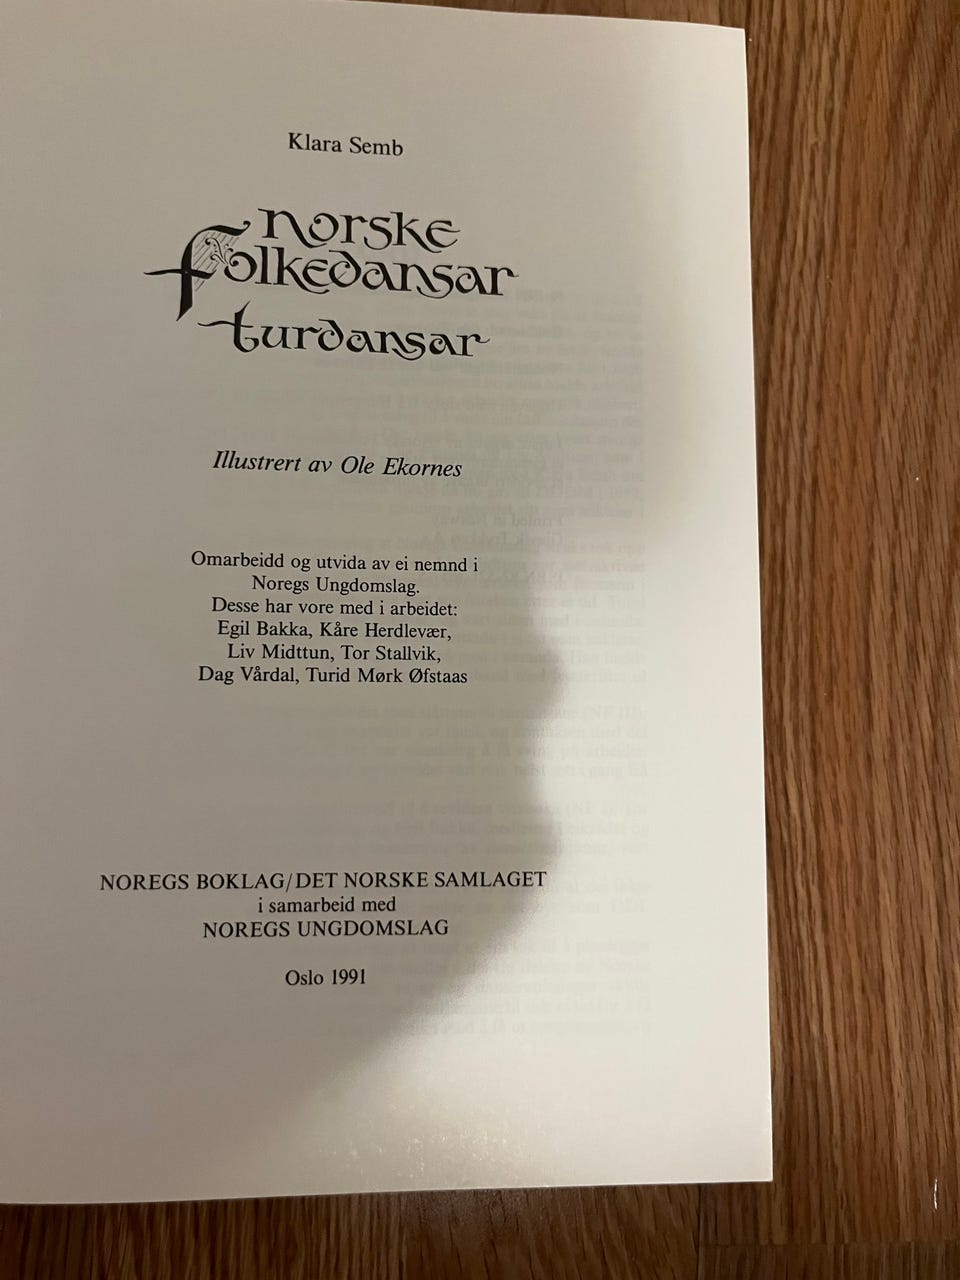 Klara Semb
Norske
Folkedansar
turdansar
Illustrert av Ole Ekornes
Omarbeidd og utvida av ei nemnd i
Noregs Ungdomslag.
Desse har vore med i arbeidet:
Egil Bakka, Kåre Herdlevær,
Liv Midttun, Tor Stallvik,
Dag Vårdal, Turid Mørk Øfstaas
NOREGS BOKLAG/DET NORSKE SAMLAGET
i samarbeid med
NOREGS UNGDOMSLAG
Oslo 1991